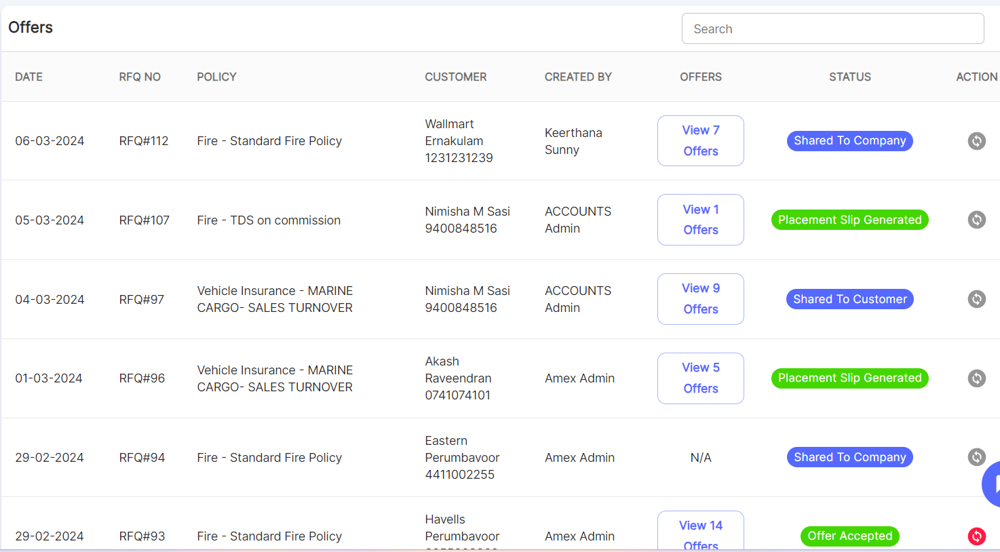 Offers
Search
DATE RFQ NO POLICY CUSTOMER CREATED BY OFFERS STATUS ACTION
06-03-2024 RFQ#112 Fire - Standard Fire Policy
Wallmart
Ernakulam
1231231239
Keerthana
Sunny
View 7
Offers
Shared To Company
05-03-2024 RFQ#107 Fire - TDS on commission
Nimisha M Sasi
9400848516
ACCOUNTS
Admin
View 1
Offers
Placement Slip Generated
04-03-2024 RFQ#97
Vehicle Insurance - MARINE
CARGO- SALES TURNOVER
Nimisha M Sasi
9400848516
ACCOUNTS
Admin
View 9
Offers
Shared To Customer
01-03-2024 RFQ#96
Vehicle Insurance - MARINE
CARGO- SALES TURNOVER
Akash
Raveendran
0741074101
Amex Admin
View 5
Offers
Placement Slip Generated
29-02-2024 RFQ#94 Fire - Standard Fire Policy
Eastern
Perumbavoor
4411002255
Amex Admin
N/A
Shared To Company
29-02-2024 RFQ#93 Fire - Standard Fire Policy
Havells
Perumbavoor
Amex Admin
View 14
Offers
Offer Accepted